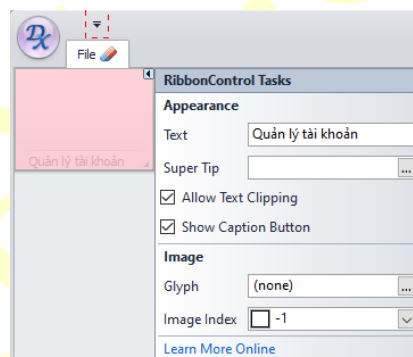 File
RibbonControl Tasks
Appearance
Text Quản lý tài khoản
Super Tip ...
Allow Text Clipping
Quản lý tài khoản
Show Caption Button
Image
Glyph (none) ...
Image Index -1
Learn More Online